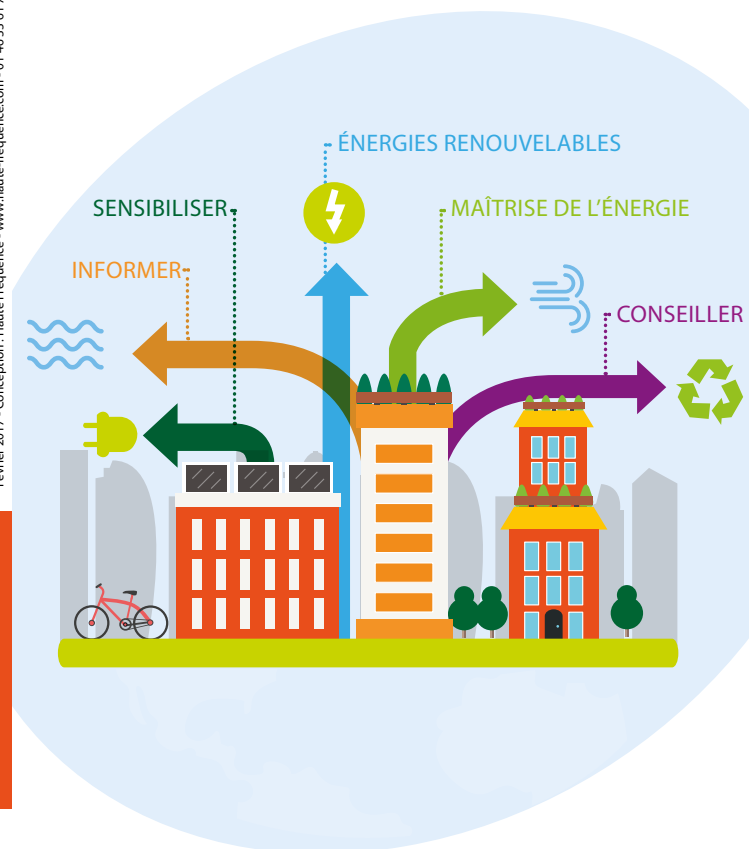 ÉNERGIES RENOUVELABLES
SENSIBILISER
MAÎTRISE DE L’ÉNERGIE
INFORMER
CONSEILLER